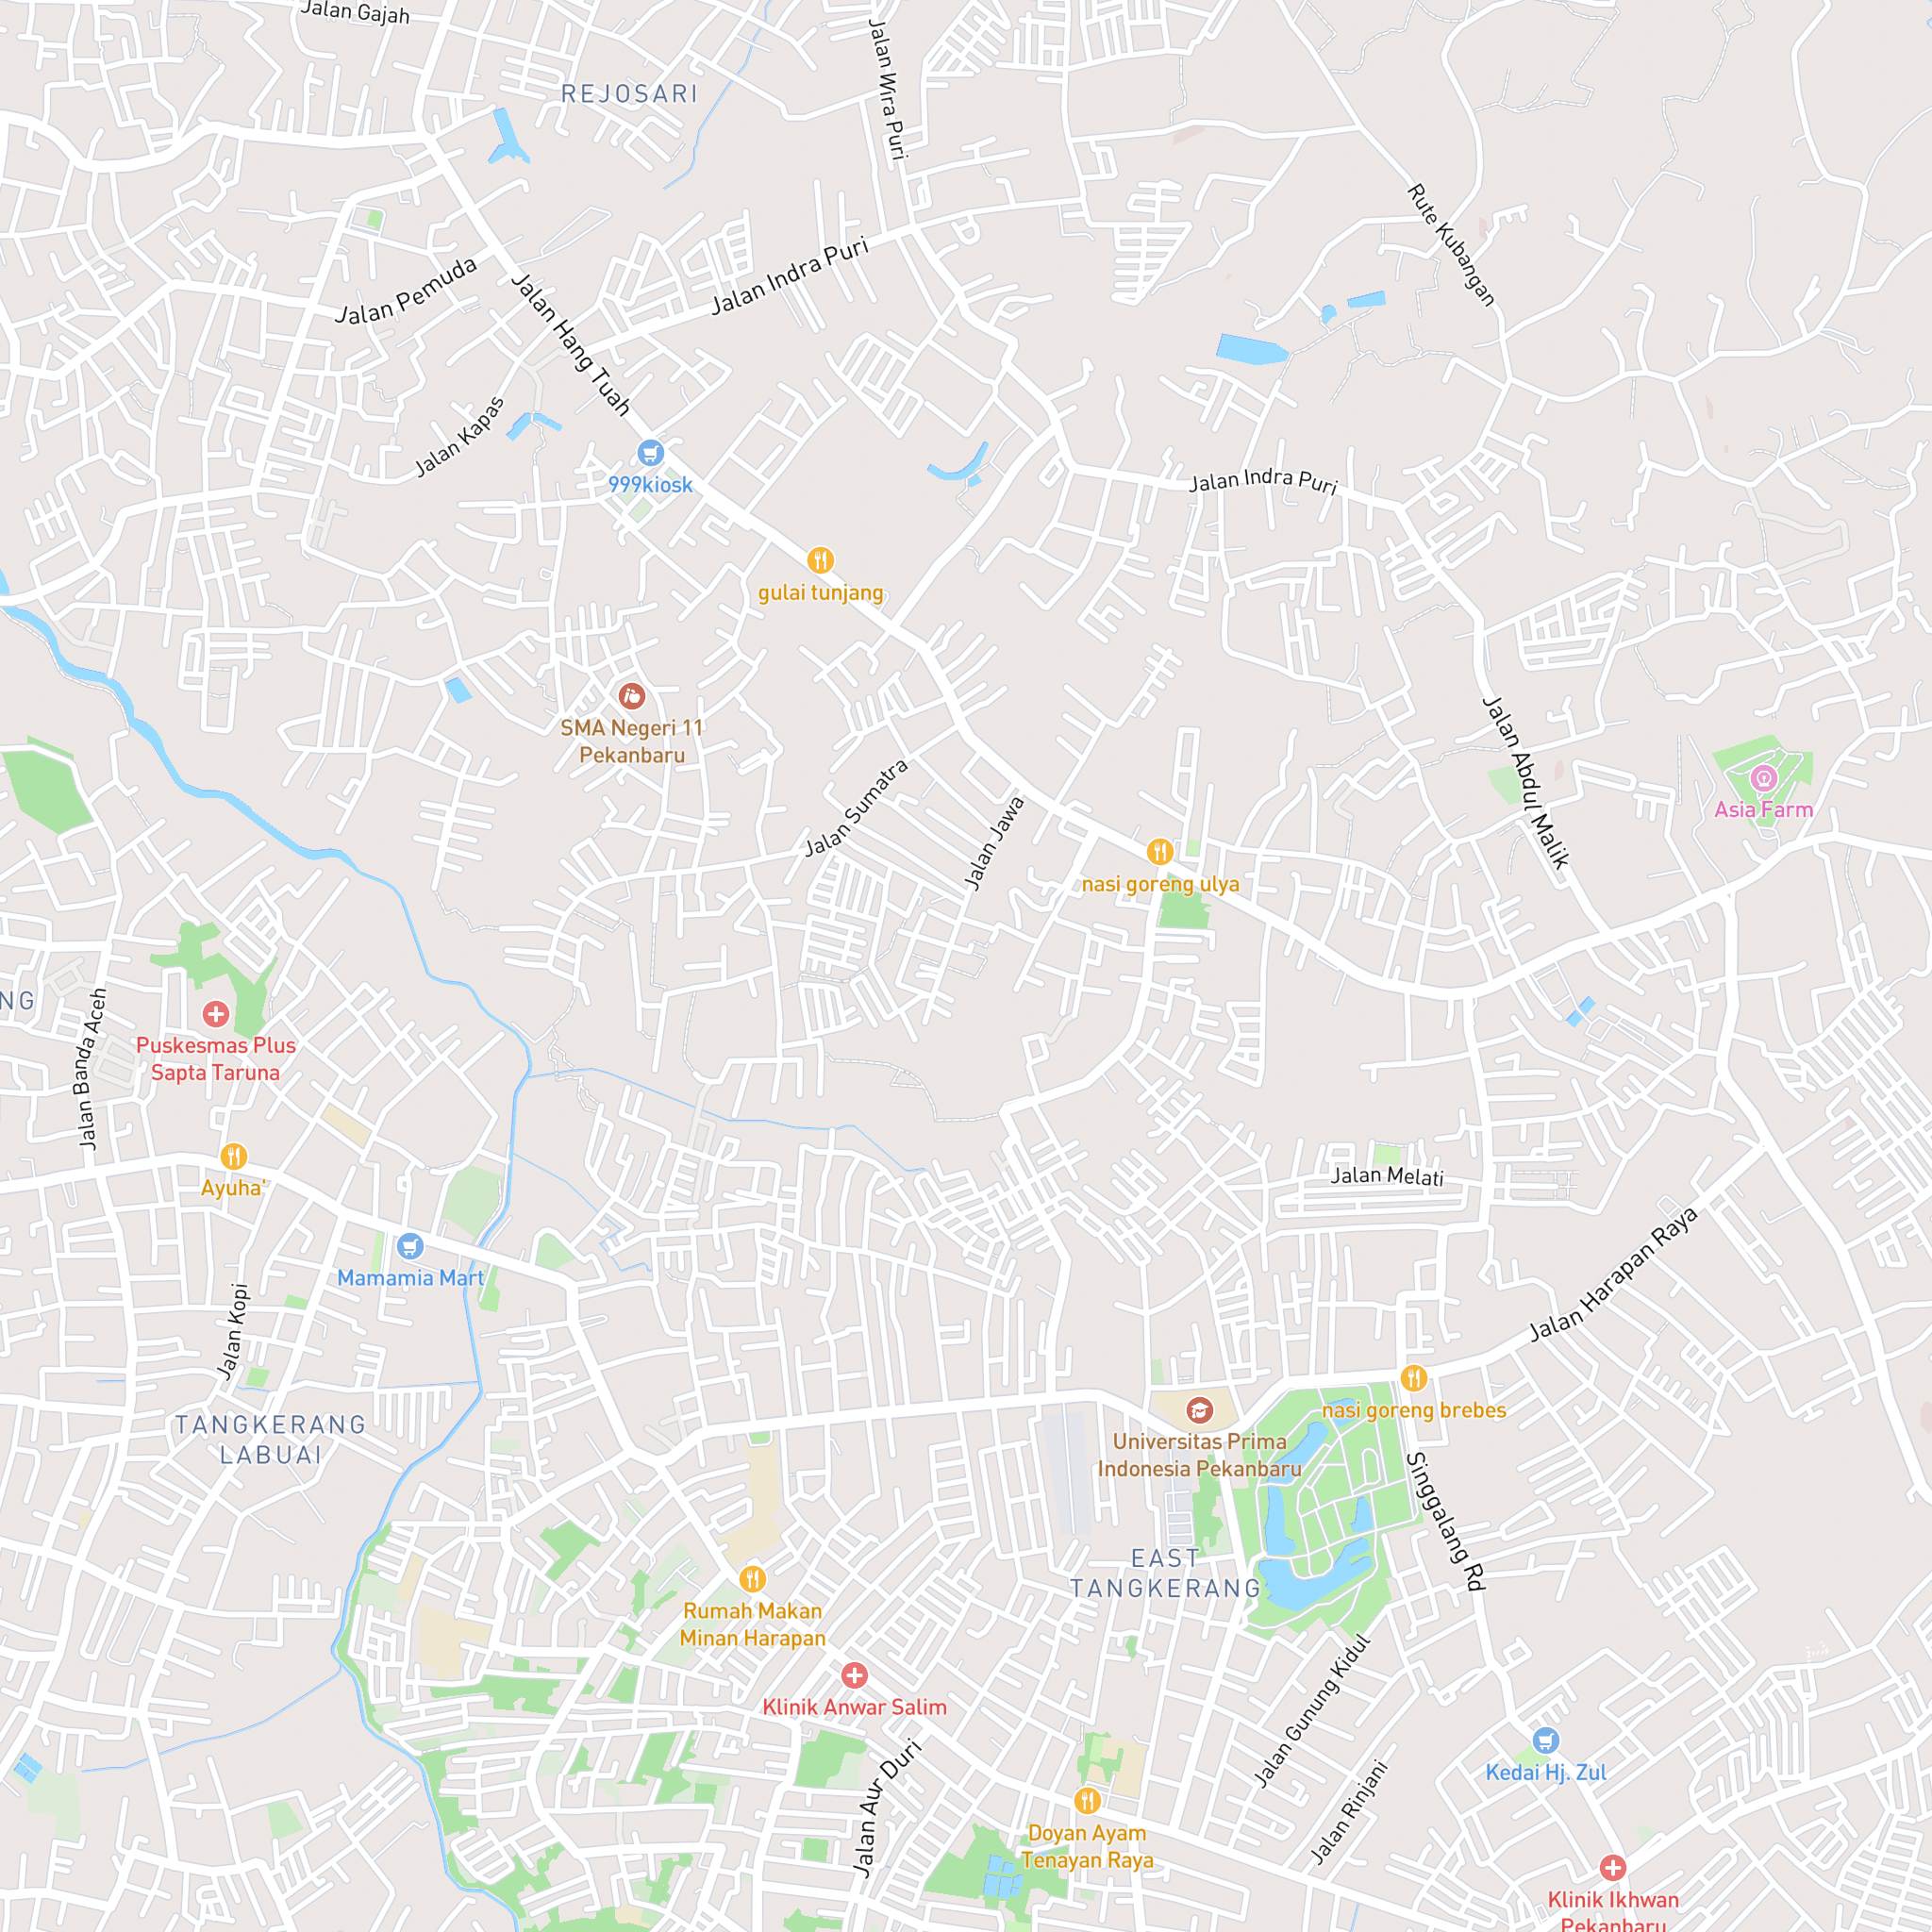 Jalan Gajah
Jalan Wira Puri
REJOSARI
Rute Kubangan
Jalan Indra Puri
Jalan Pemuda
Jalan Hang Tuah
Jalan Kapas
999kiosk
Jalan Indra Puri
gulai tunjang
SMA Negeri 11
Pekanbaru
Jalan Abdul Malik
Jalan Sumatra
Jalan Jawa
Asia Farm
nasi goreng ulya
NG
Jalan Banda Aceh
Puskesmas Plus
Sapta Taruna
Ayuha'
Jalan Melati
Jalan Harapan Raya
Mamamia Mart
Jalan Kopi
nasi goreng brebes
TANGKERANG
LABUAI
Universitas Prima
Indonesia Pekanbaru
Singgalang Rd
EAST
TANGKERANG
Rumah Makan
Minan Harapan
Klinik Anwar Salim
Jalan Gunung Kidul
Jalan Aur Duri
Kedai Hj. Zul
Jalan Rinjani
Doyan Ayam
Tenayan Raya
Klinik Ikhwan
Pekanbaru